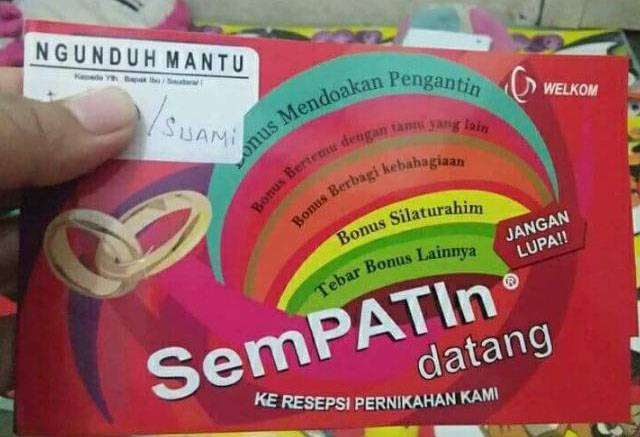 NGUNDUH MANTU
Kepada Yth. Bapak Ibu / Saudara/i
/SUAMI
WELKOM
Bonus Mendoakan Pengantin
Bonus Bertemu dengan tamu yang lain
Bonus Berbagi kebahagiaan
Bonus Silaturahim
Tebar Bonus Lainnya
JANGAN
LUPA!!
SemPATIn®
datang
KE RESEPSI PERNIKAHAN KAMI